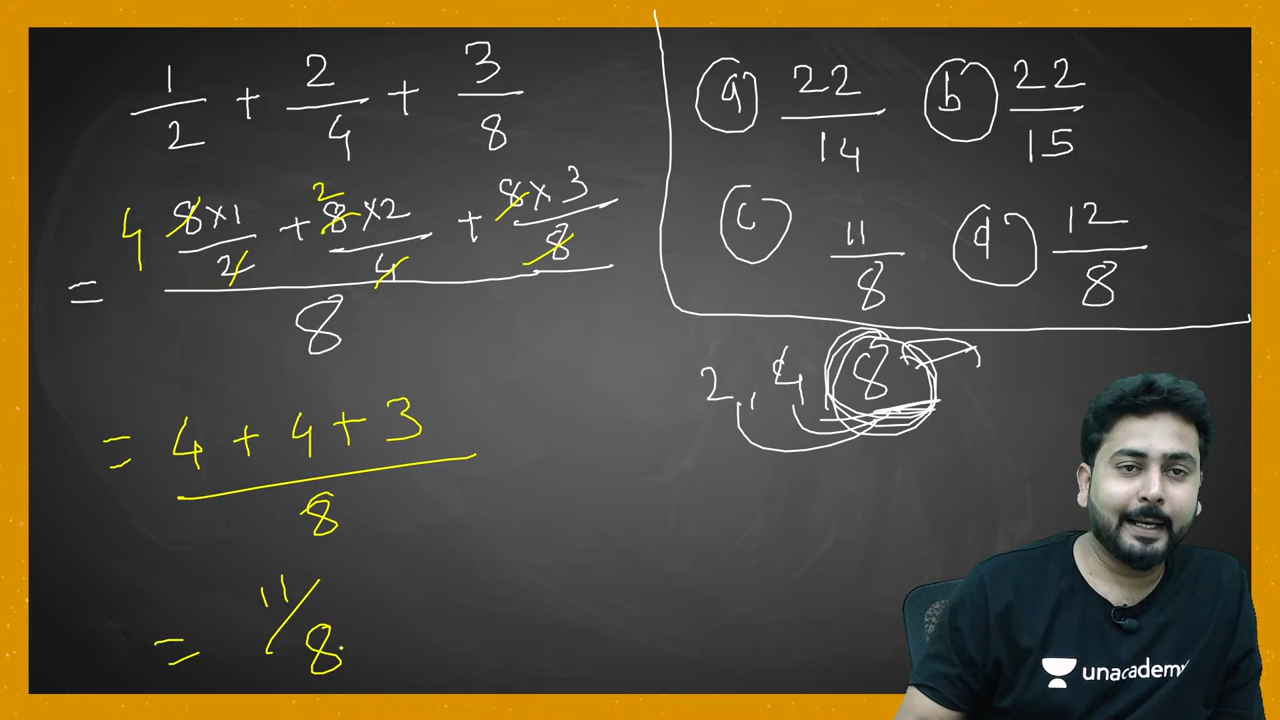 1/2 + 2/4 + 3/8
= 4 (8×1/2 + 2 8×2/4 + 8×3/8)/8
= (4 + 4 + 3)/8
= 11/8.
a 22/14 b 22/15
c 11/8 d 12/8
2, 4, 8
unacademy